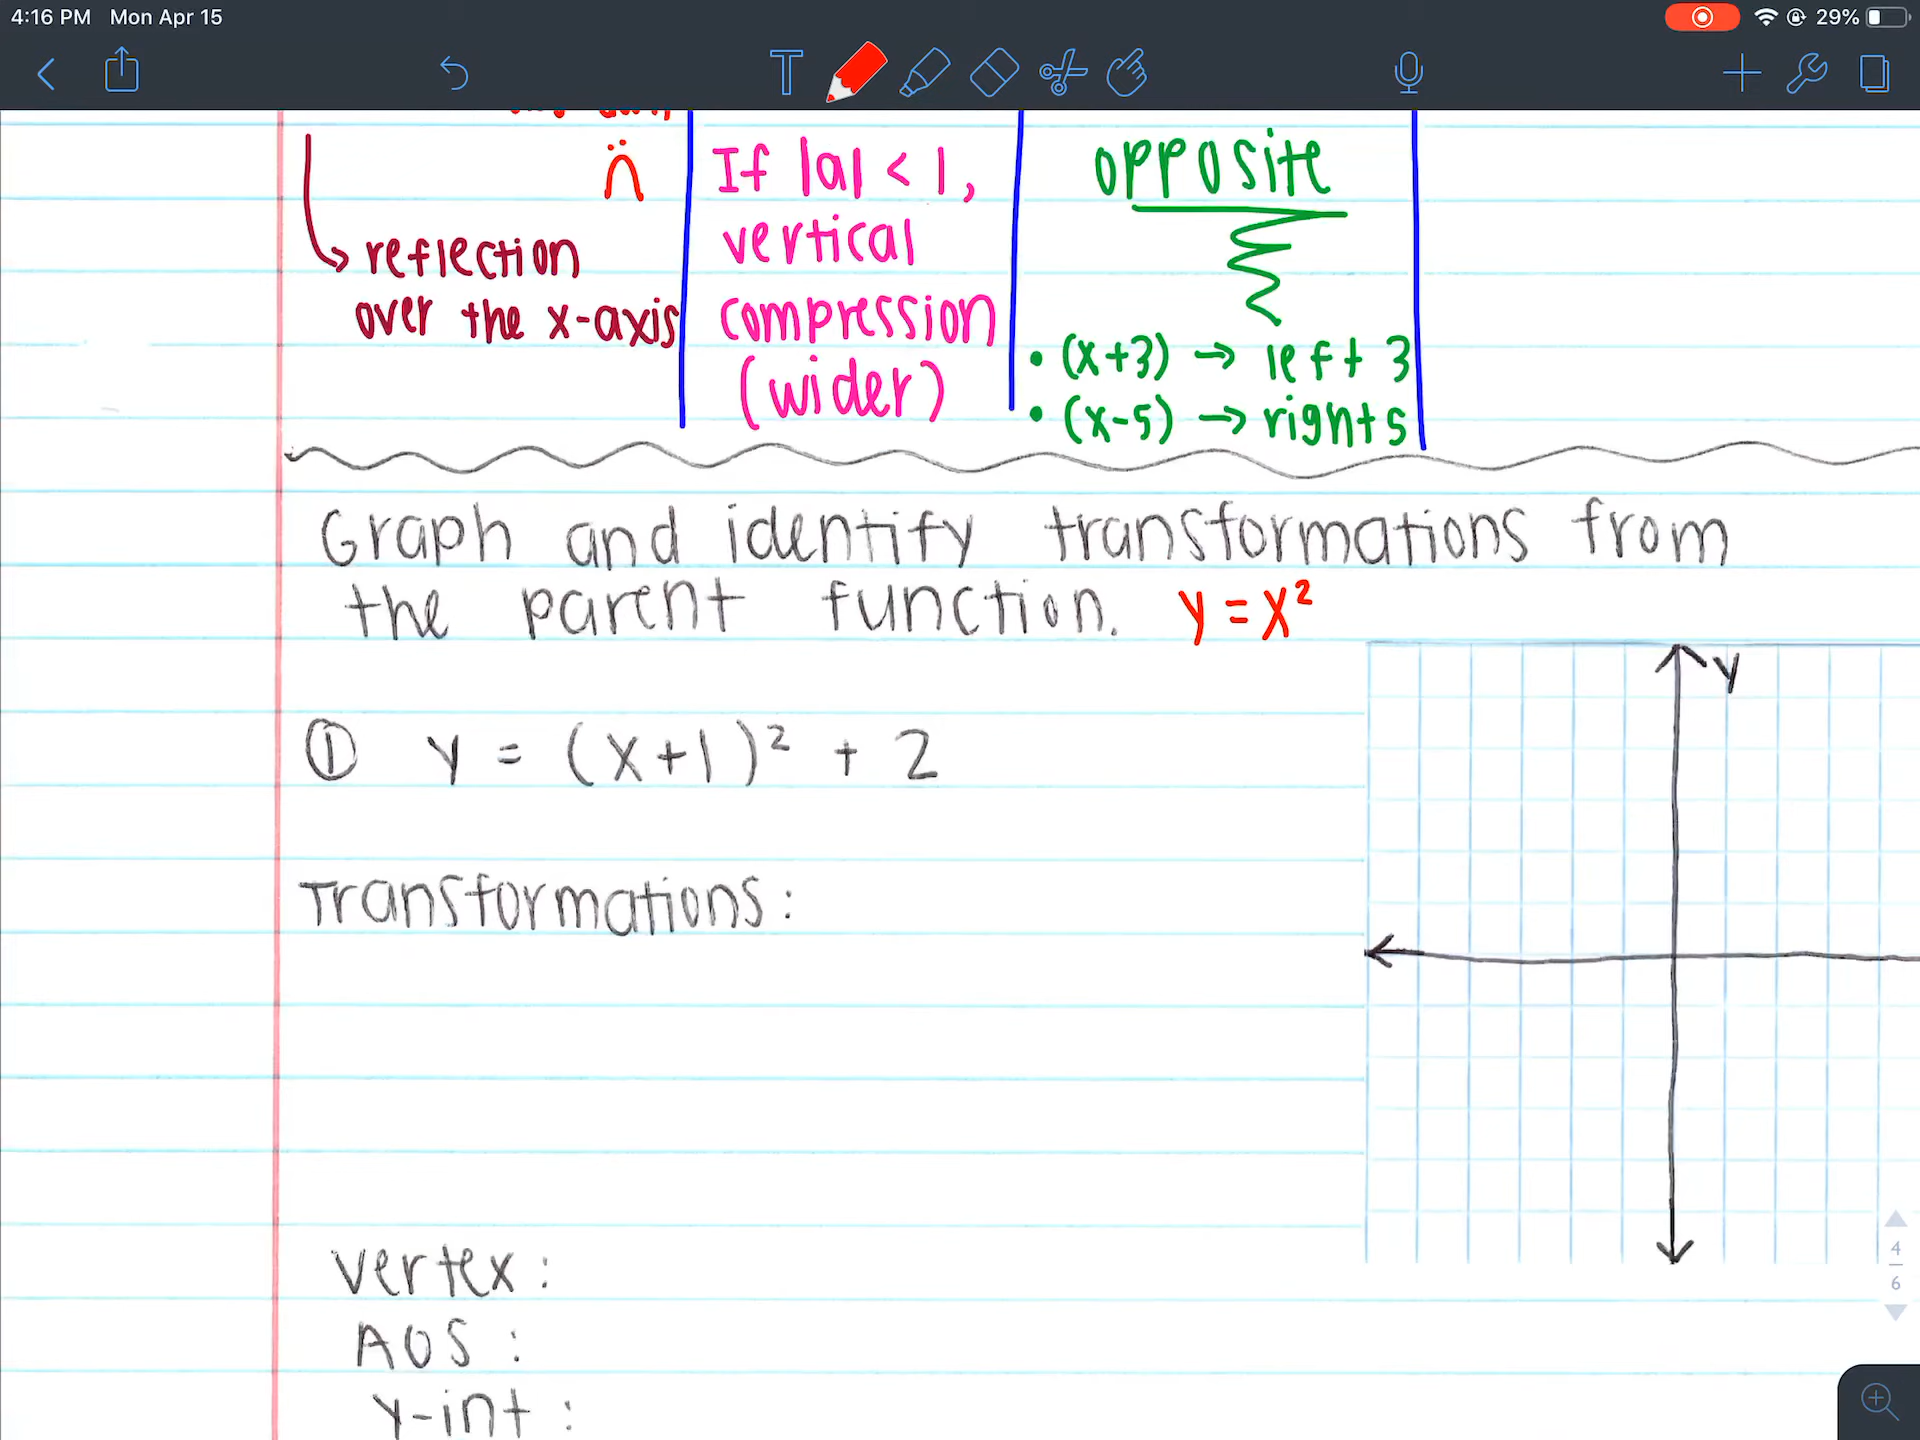 4:16 PM Mon Apr 15
29%
If |a| < 1,
vertical
compression
(wider)
opposite
reflection
over the x-axis
• (x+3) → left 3
• (x-5) → right 5
Graph and identify transformations from
the parent function. y = x²
y
① y = (x+1)² + 2
Transformations:
Vertex:
AOS:
y-int:
4
6